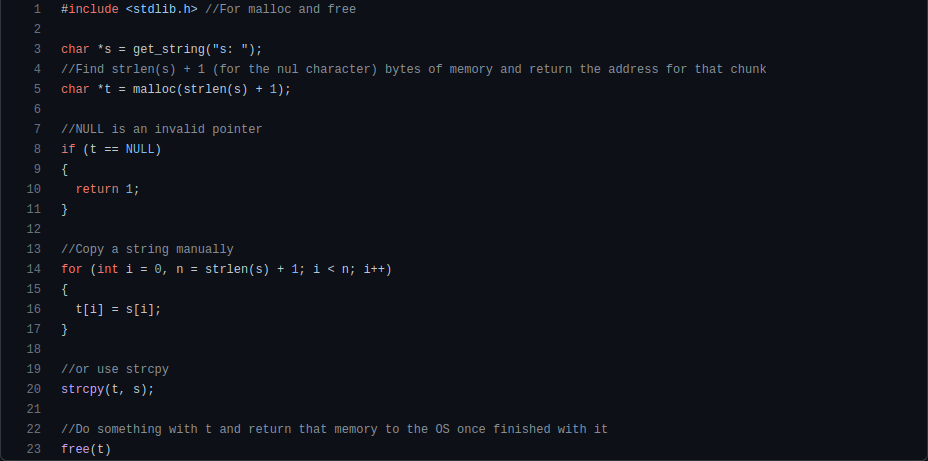 1 #include <stdlib.h> //For malloc and free
2
3 char *s = get_string("s: ");
4 //Find strlen(s) + 1 (for the nul character) bytes of memory and return the address for that chunk
5 char *t = malloc(strlen(s) + 1);
6
7 //NULL is an invalid pointer
8 if (t == NULL)
9 {
10   return 1;
11 }
12
13 //Copy a string manually
14 for (int i = 0, n = strlen(s) + 1; i < n; i++)
15 {
16   t[i] = s[i];
17 }
18
19 //or use strcpy
20 strcpy(t, s);
21
22 //Do something with t and return that memory to the OS once finished with it
23 free(t)